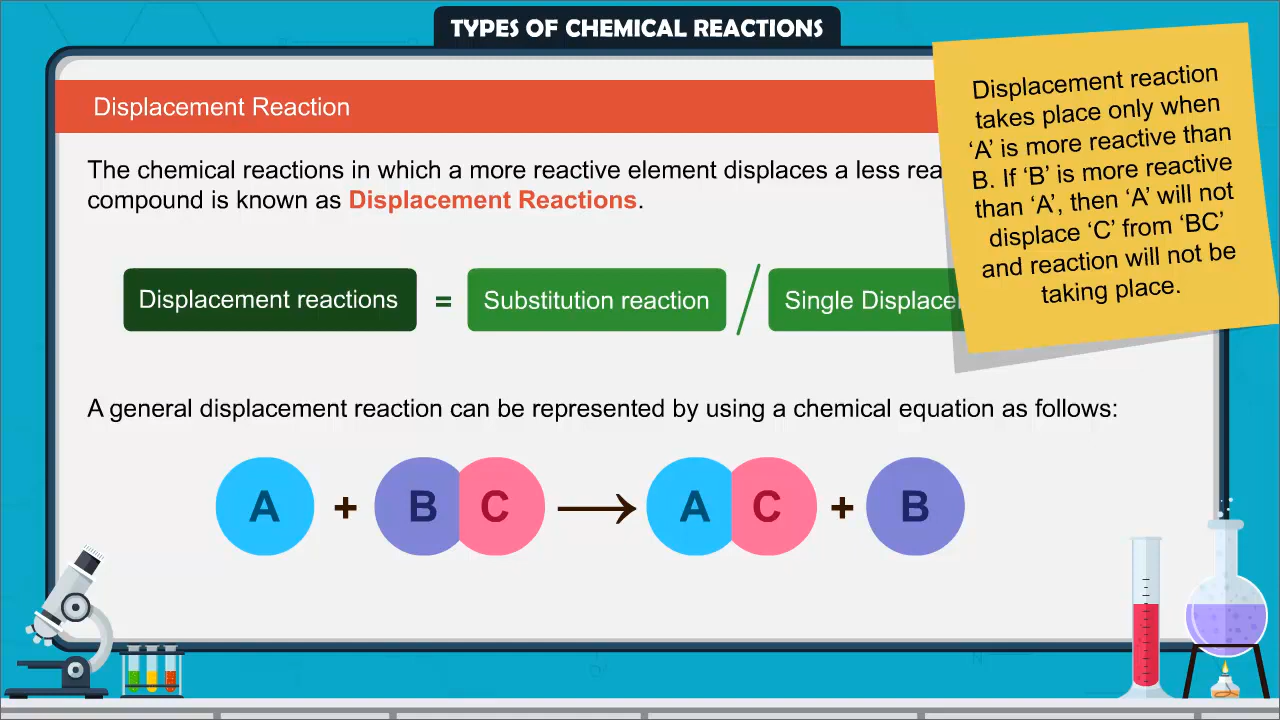 TYPES OF CHEMICAL REACTIONS
Displacement Reaction
The chemical reactions in which a more reactive element displaces a less
compound is known as Displacement Reactions.
Displacement reactions = Substitution reaction / Single
A general displacement reaction can be represented by using a chemical equation as follows:
A + B C → A C + B
Displacement reaction
takes place only when
‘A’ is more reactive than
B. If ‘B’ is more reactive
than ‘A’, then ‘A’ will not
displace ‘C’ from ‘BC’
and reaction will not be
taking place.